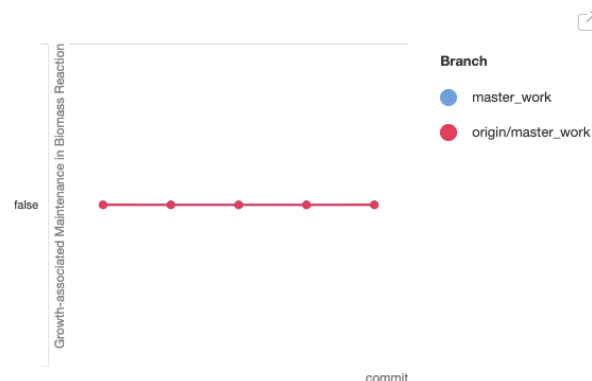 Growth-associated Maintenance in Biomass Reaction
false
commit
Branch
master_work
origin/master_work